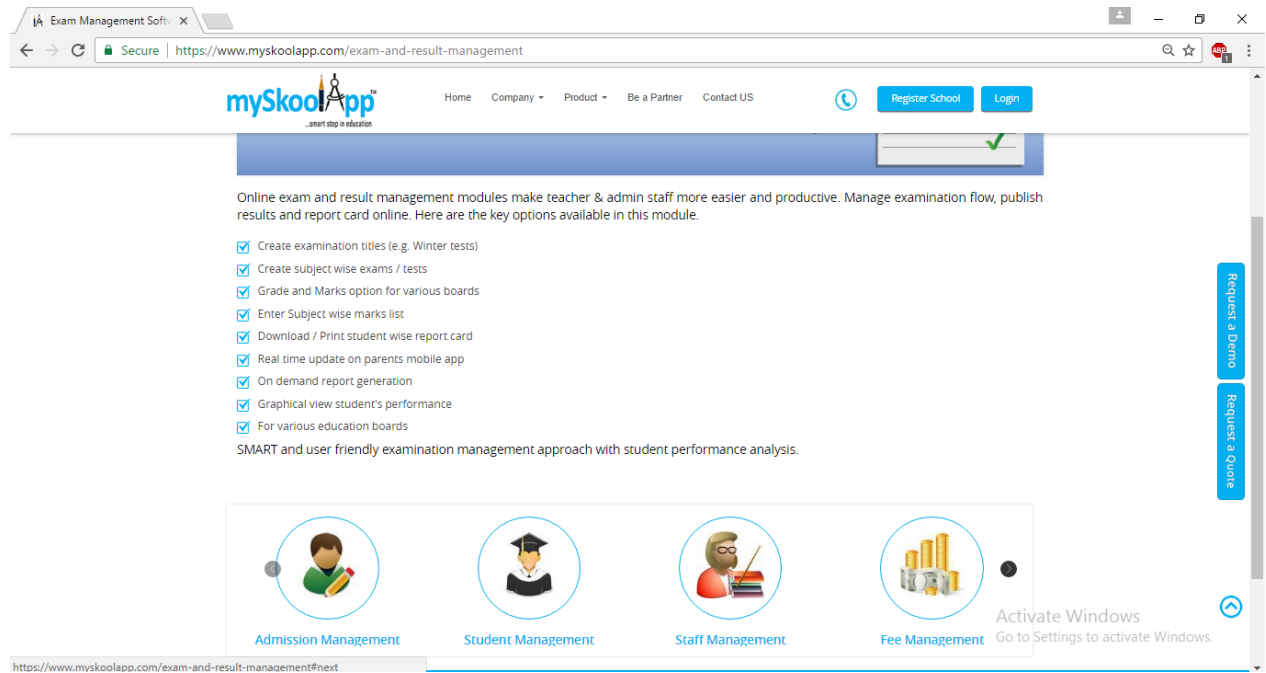 Exam Management Softv
Secure | https://www.myskoolapp.com/exam-and-result-management
ABP
1
mySkoolApp™
...smart step in education
Home Company Product Be a Partner Contact US
Register School Login
Online exam and result management modules make teacher & admin staff more easier and productive. Manage examination flow, publish
results and report card online. Here are the key options available in this module.
Create examination titles (e.g. Winter tests)
Create subject wise exams / tests
Grade and Marks option for various boards
Enter Subject wise marks list
Download / Print student wise report card
Real time update on parents mobile app
On demand report generation
Graphical view student's performance
For various education boards
SMART and user friendly examination management approach with student performance analysis.
Request a Demo
Request a Quote
Admission Management Student Management Staff Management Fee Management
Activate Windows
Go to Settings to activate Windows.
https://www.myskoolapp.com/exam-and-result-management#next